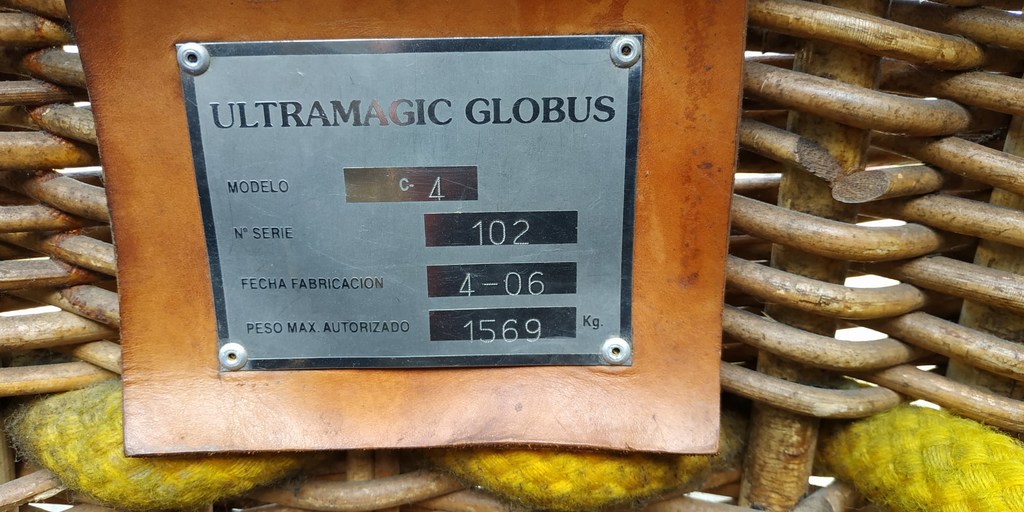 ULTRAMAGIC GLOBUS
MODELO C- 4
Nº SERIE 102
FECHA FABRICACION 4-06
PESO MAX. AUTORIZADO 1569 Kg.